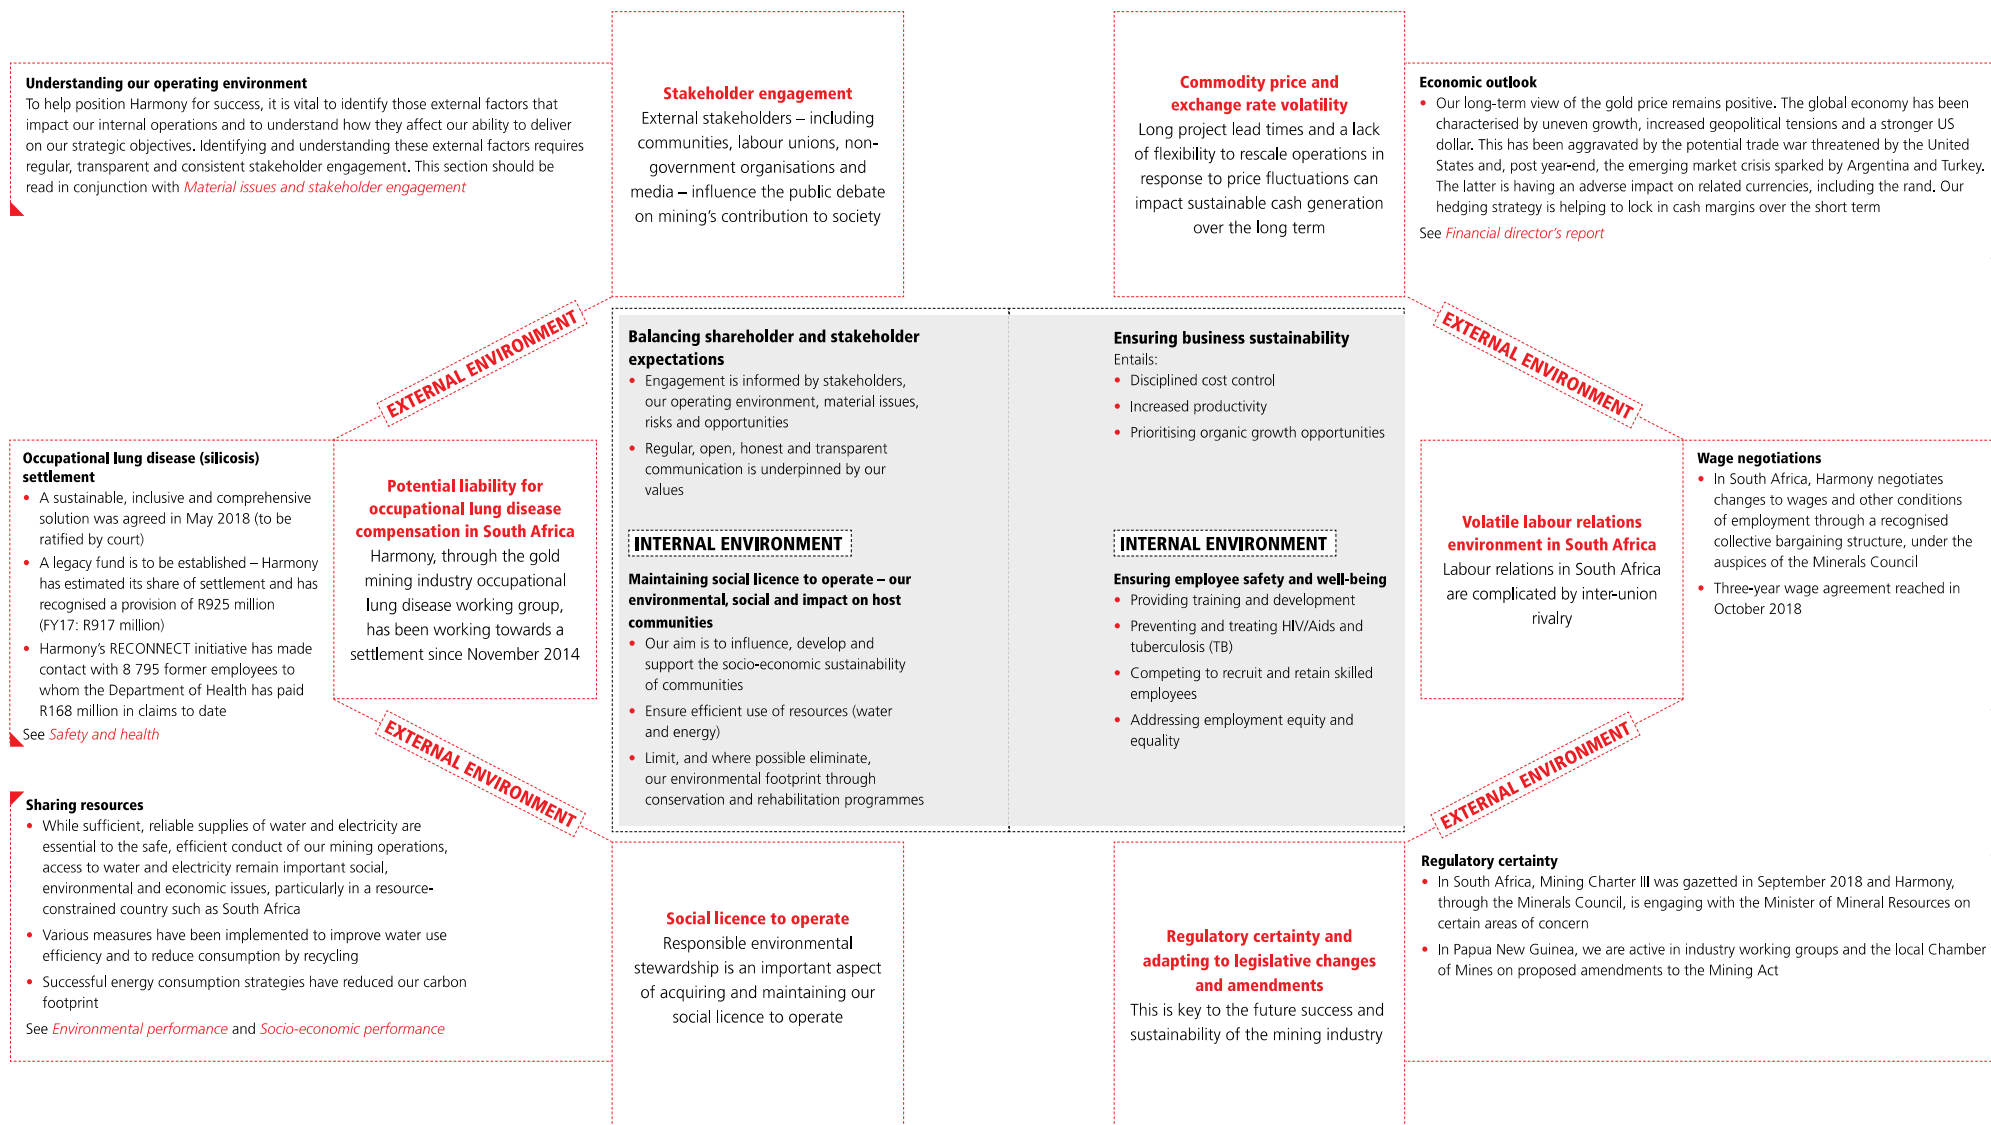 Understanding our operating environment
To help position Harmony for success, it is vital to identify those external factors that
impact our internal operations and to understand how they affect our ability to deliver
on our strategic objectives. Identifying and understanding these external factors requires
regular, transparent and consistent stakeholder engagement. This section should be
read in conjunction with Material issues and stakeholder engagement
Stakeholder engagement
External stakeholders – including
communities, labour unions, non-
government organisations and
media – influence the public debate
on mining's contribution to society
Commodity price and
exchange rate volatility
Long project lead times and a lack
of flexibility to rescale operations in
response to price fluctuations can
impact sustainable cash generation
over the long term
Economic outlook
• Our long-term view of the gold price remains positive. The global economy has been
characterised by uneven growth, increased geopolitical tensions and a stronger US
dollar. This has been aggravated by the potential trade war threatened by the United
States and, post year-end, the emerging market crisis sparked by Argentina and Turkey.
The latter is having an adverse impact on related currencies, including the rand. Our
hedging strategy is helping to lock in cash margins over the short term
See Financial director's report
EXTERNAL ENVIRONMENT
Balancing shareholder and stakeholder
expectations
• Engagement is informed by stakeholders,
our operating environment, material issues,
risks and opportunities
• Regular, open, honest and transparent
communication is underpinned by our
values
Ensuring business sustainability
Entails:
• Disciplined cost control
• Increased productivity
• Prioritising organic growth opportunities
EXTERNAL ENVIRONMENT
Occupational lung disease (silicosis)
settlement
• A sustainable, inclusive and comprehensive
solution was agreed in May 2018 (to be
ratified by court)
• A legacy fund is to be established – Harmony
has estimated its share of settlement and has
recognised a provision of R925 million
(FY17: R917 million)
• Harmony's RECONNECT initiative has made
contact with 8 795 former employees to
whom the Department of Health has paid
R168 million in claims to date
See Safety and health
Potential liability for
occupational lung disease
compensation in South Africa
Harmony, through the gold
mining industry occupational
lung disease working group,
has been working towards a
settlement since November 2014
INTERNAL ENVIRONMENT
Maintaining social licence to operate – our
environmental, social and impact on host
communities
• Our aim is to influence, develop and
support the socio-economic sustainability
of communities
• Ensure efficient use of resources (water
and energy)
• Limit, and where possible eliminate,
our environmental footprint through
conservation and rehabilitation programmes
INTERNAL ENVIRONMENT
Ensuring employee safety and well-being
• Providing training and development
• Preventing and treating HIV/Aids and
tuberculosis (TB)
• Competing to recruit and retain skilled
employees
• Addressing employment equity and
equality
Volatile labour relations
environment in South Africa
Labour relations in South Africa
are complicated by inter-union
rivalry
Wage negotiations
• In South Africa, Harmony negotiates
changes to wages and other conditions
of employment through a recognised
collective bargaining structure, under the
auspices of the Minerals Council
• Three-year wage agreement reached in
October 2018
EXTERNAL ENVIRONMENT
EXTERNAL ENVIRONMENT
Sharing resources
• While sufficient, reliable supplies of water and electricity are
essential to the safe, efficient conduct of our mining operations,
access to water and electricity remain important social,
environmental and economic issues, particularly in a resource-
constrained country such as South Africa
• Various measures have been implemented to improve water use
efficiency and to reduce consumption by recycling
• Successful energy consumption strategies have reduced our carbon
footprint
See Environmental performance and Socio-economic performance
Social licence to operate
Responsible environmental
stewardship is an important aspect
of acquiring and maintaining our
social licence to operate
Regulatory certainty and
adapting to legislative changes
and amendments
This is key to the future success and
sustainability of the mining industry
Regulatory certainty
• In South Africa, Mining Charter III was gazetted in September 2018 and Harmony,
through the Minerals Council, is engaging with the Minister of Mineral Resources on
certain areas of concern
• In Papua New Guinea, we are active in industry working groups and the local Chamber
of Mines on proposed amendments to the Mining Act